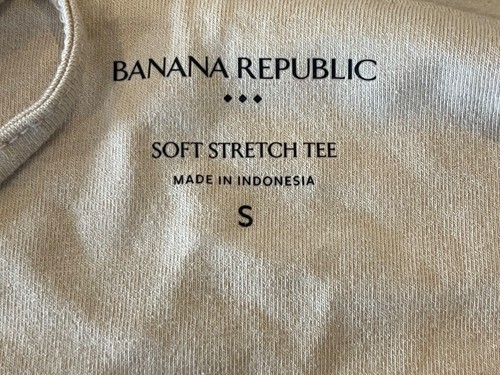 BANANA REPUBLIC
◆ ◆ ◆
SOFT STRETCH TEE
MADE IN INDONESIA
S